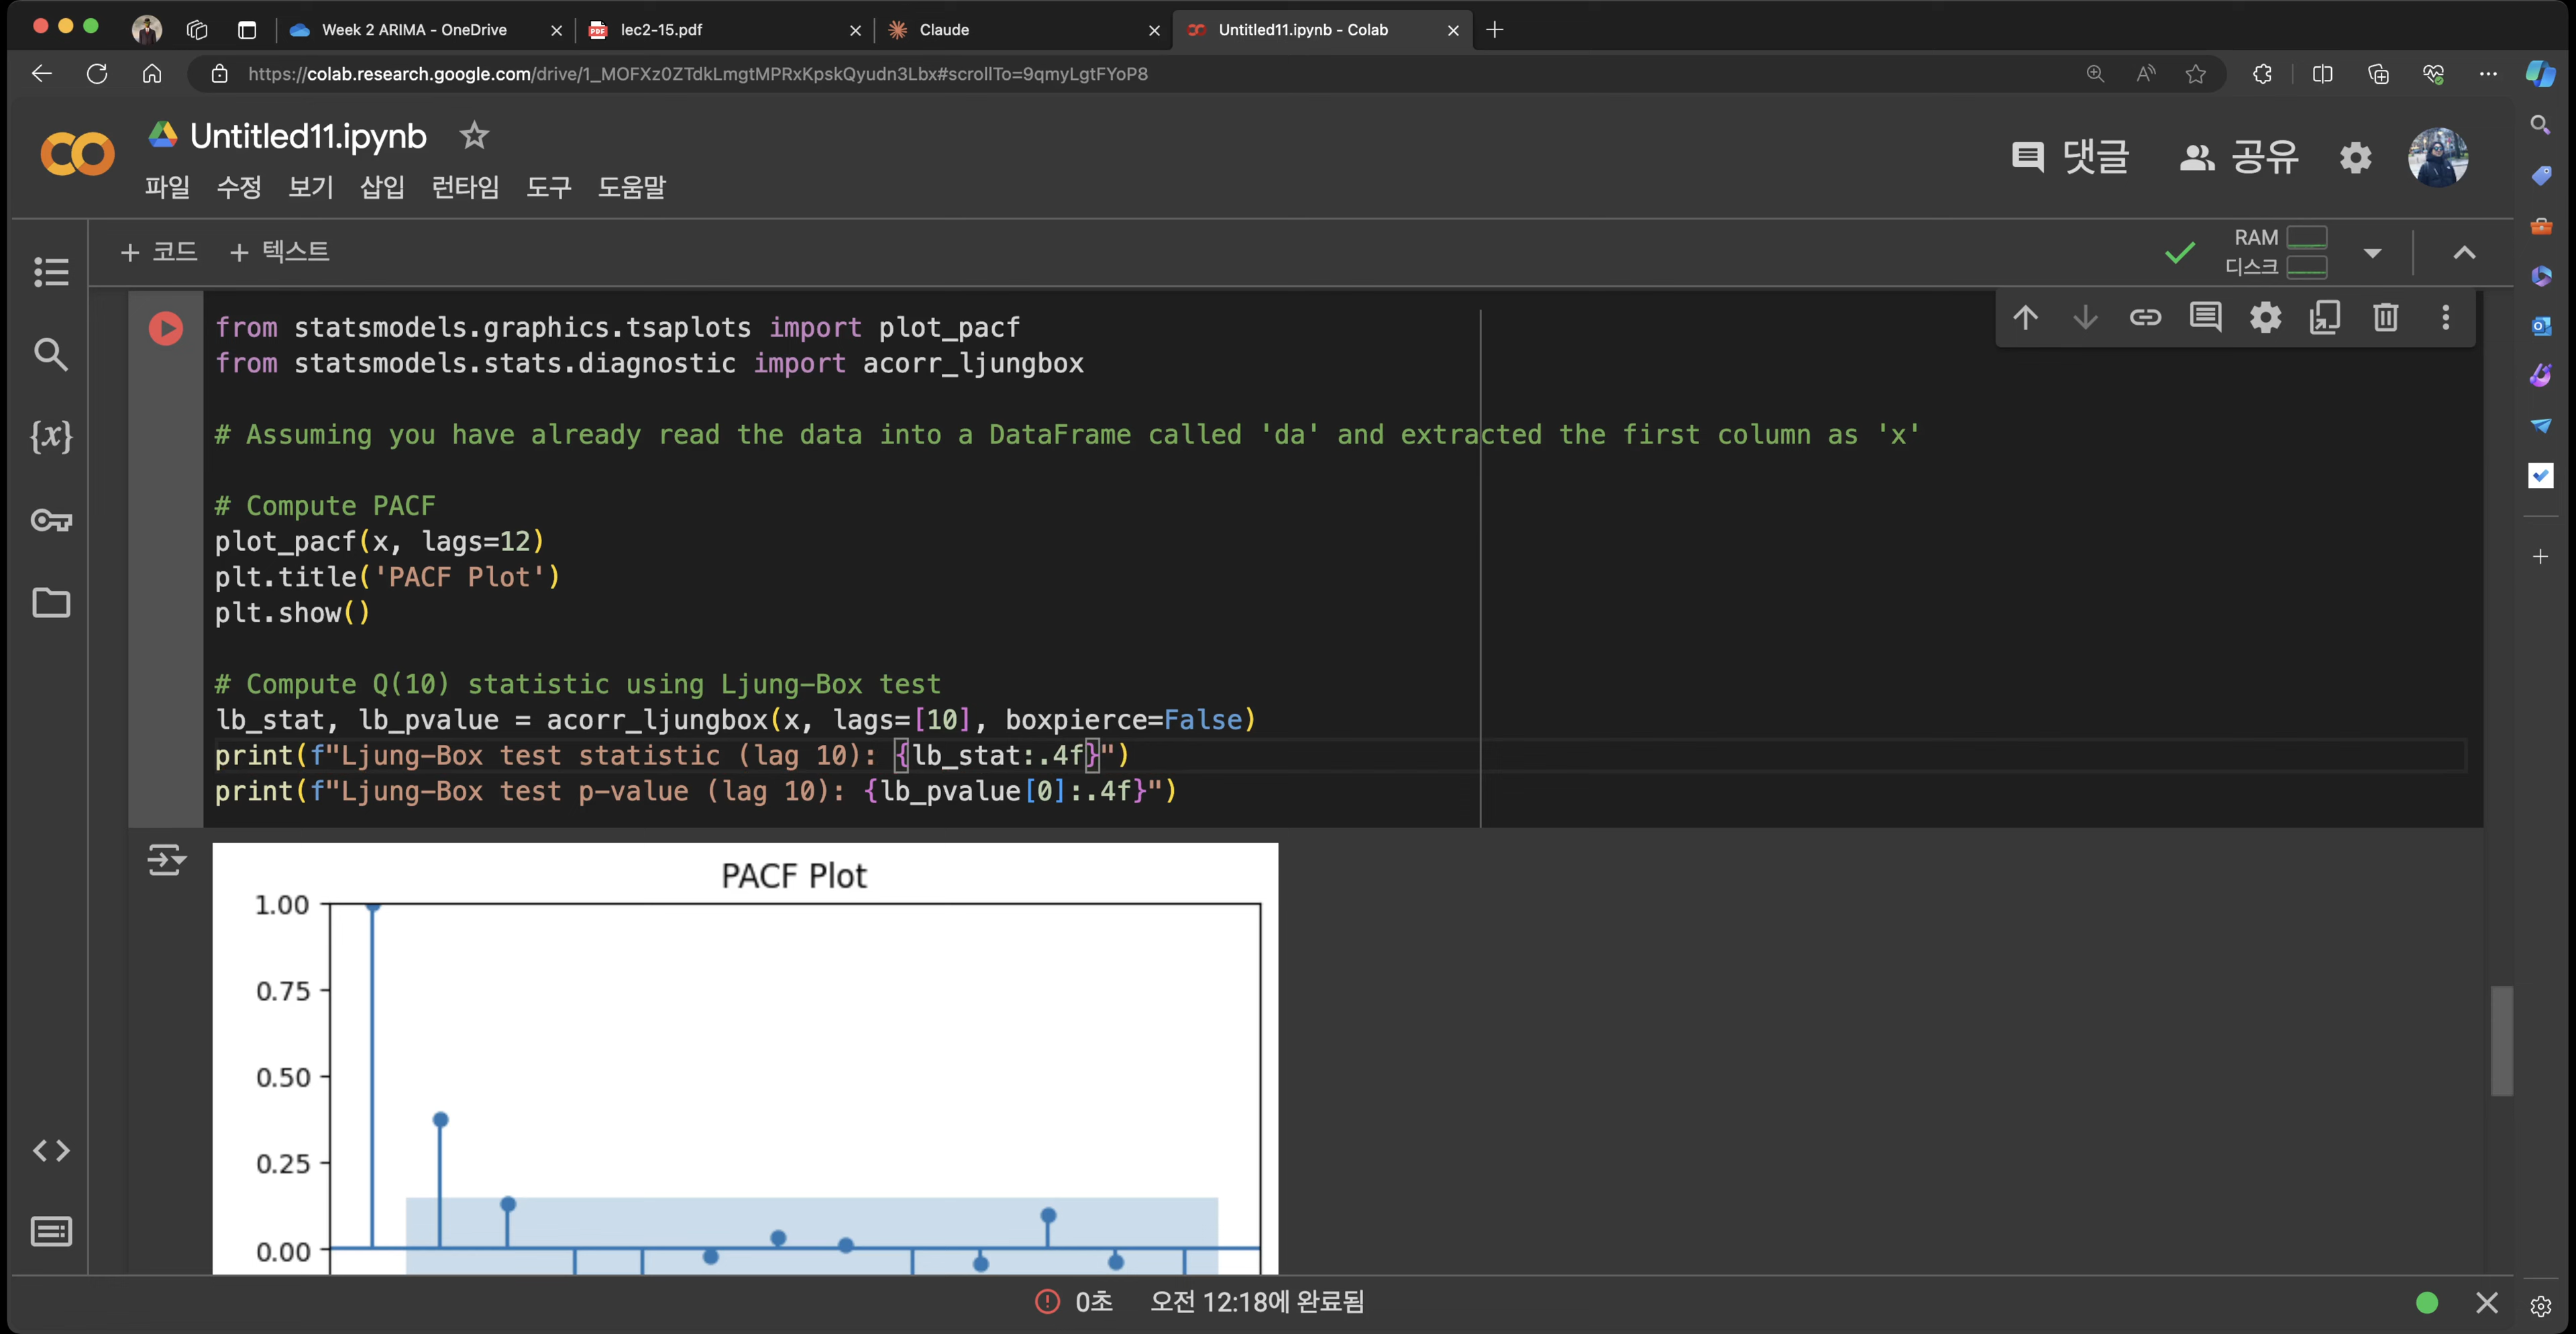 Week 2 ARIMA - OneDrive
lec2-15.pdf
Claude
Untitled11.ipynb - Colab
https://colab.research.google.com/drive/1_MOFXz0ZTdkLmgtMPRxKpskQyudn3Lbx#scrollTo=9qmyLgtFYoP8
Untitled11.ipynb
댓글
공유
파일 수정 보기 삽입 런타임 도구 도움말
+ 코드 + 텍스트
RAM
디스크
from statsmodels.graphics.tsaplots import plot_pacf
from statsmodels.stats.diagnostic import acorr_ljungbox
# Assuming you have already read the data into a DataFrame called 'da' and extracted the first column as 'x'
# Compute PACF
plot_pacf(x, lags=12)
plt.title('PACF Plot')
plt.show()
# Compute Q(10) statistic using Ljung-Box test
lb_stat, lb_pvalue = acorr_ljungbox(x, lags=[10], boxpierce=False)
print(f"Ljung-Box test statistic (lag 10): {lb_stat:.4f}")
print(f"Ljung-Box test p-value (lag 10): {lb_pvalue[0]:.4f}")
PACF Plot
1.00
0.75
0.50
0.25
0.00
0초 오전 12:18에 완료됨